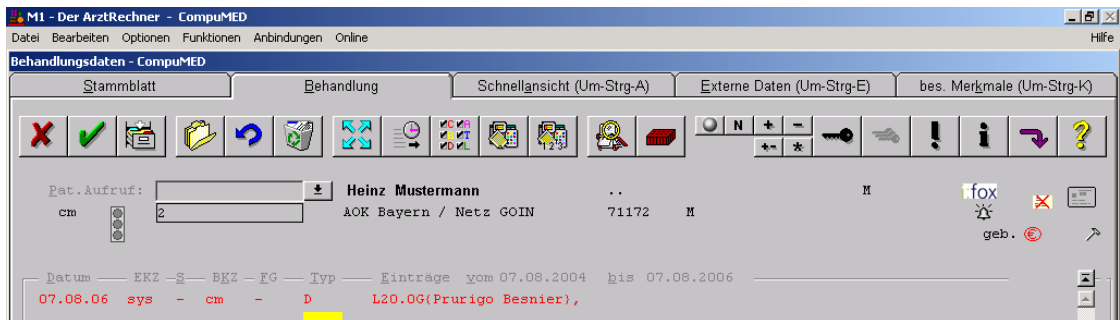 M1 - Der ArztRechner - CompuMED
Datei Bearbeiten Optionen Funktionen Anbindungen Online Hilfe
Behandlungsdaten - CompuMED
Stammblatt Behandlung Schnellansicht (Um-Strg-A) Externe Daten (Um-Strg-E) bes. Merkmale (Um-Strg-K)
N + -
+- *
1 2 3
Pat.Aufruf: Heinz Mustermann .. M fox
cm 2 AOK Bayern / Netz GOIN 71172 M
geb. €
Datum EKZ S BKZ FG Typ Einträge vom 07.08.2004 bis 07.08.2006
07.08.06 sys - cm - D L20.0G{Prurigo Besnier},